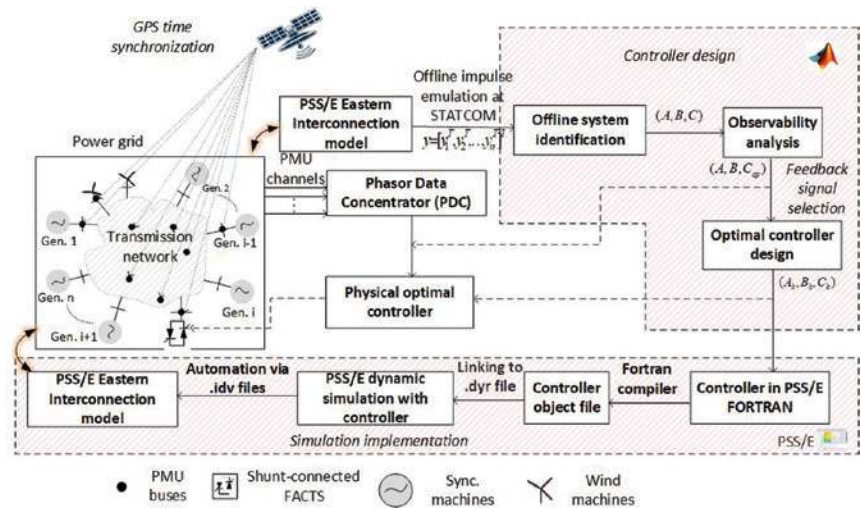 GPS time
synchronization
Controller design
Offline impulse
emulation at
STATCOM
PSS/E Eastern
Interconnection
model
Offline system
identification
(A,B,C)
Observability
analysis
Power grid
PMU
channels
Phasor Data
Concentrator (PDC)
Feedback
signal
selection
Gen. 2
Gen. 1
Transmission
network
Gen. i-1
Optimal controller
design
Gen. n
Gen. i
Gen. i+1
Physical optimal
controller
PSS/E Eastern
Interconnection
model
Automation via
.idv files
PSS/E dynamic
simulation with
controller
Linking to
.dyr file
Controller
object file
Fortran
compiler
Controller in PSS/E
FORTRAN
Simulation implementation
PSS/E
PMU
buses
Shunt-connected
FACTS
Sync.
machines
Wind
machines